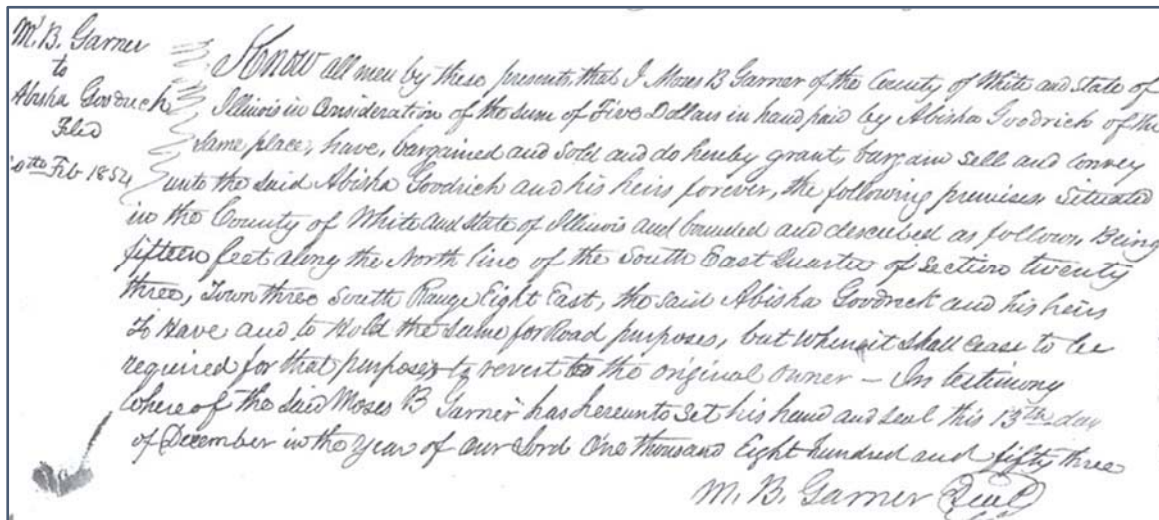 M. B. Garner
to
Abisha Goodrich
Filed
Feb 1854
Know all men by these presents, that I Moses B Garner of the County of White and State of
Illinois in Consideration of the sum of Five Dollars in hand paid by Abisha Goodrich of the
same place, have, bargained and sold and do hereby grant, bargain sell and convey
unto the said Abisha Goodrich and his heirs forever, the following premises situated
in the County of White and State of Illinois and bounded and described as follows, Being
fifteen feet along the North line of the South East Quarter of Section twenty
three, Town three South Range Eight East, the said Abisha Goodrick and his heirs
To Have and to Hold the same for Road purposes, but when it shall cease to be
required for that purpose to revert to the original owner — In testimony
Whereof the said Moses B Garner has hereunto set his hand and seal this 13th day
of December in the Year of our Lord One thousand Eight hundred and fifty three
M. B. Garner Seal